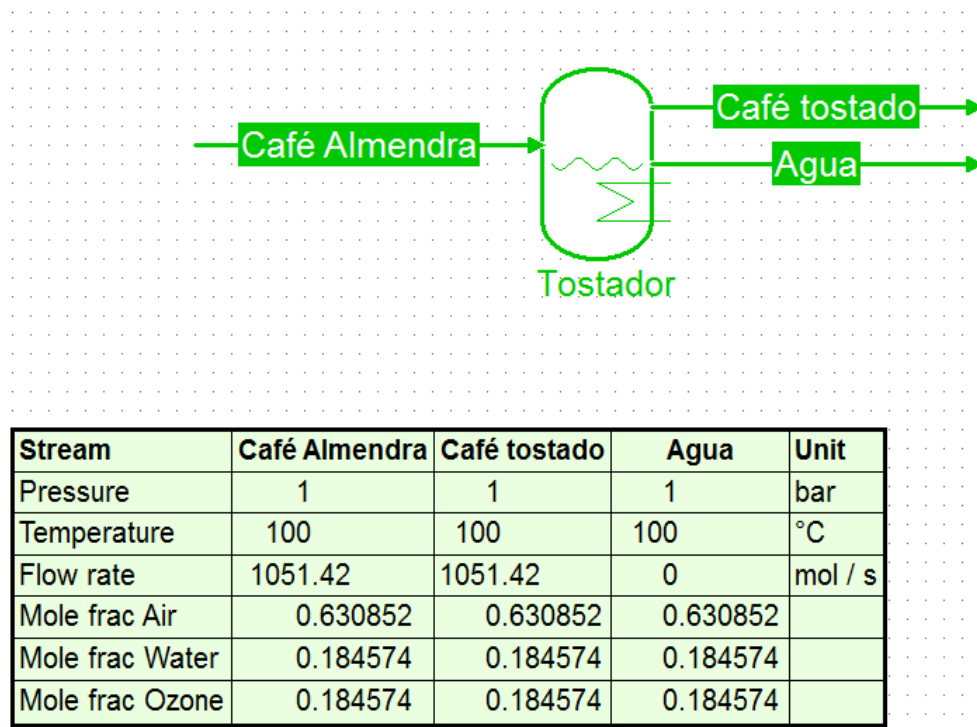 Café tostado
Café Almendra
Agua
Tostador
Stream Café Almendra Café tostado Agua Unit
Pressure 1 1 1 bar
Temperature 100 100 100 °C
Flow rate 1051.42 1051.42 0 mol / s
Mole frac Air 0.630852 0.630852 0.630852
Mole frac Water 0.184574 0.184574 0.184574
Mole frac Ozone 0.184574 0.184574 0.184574